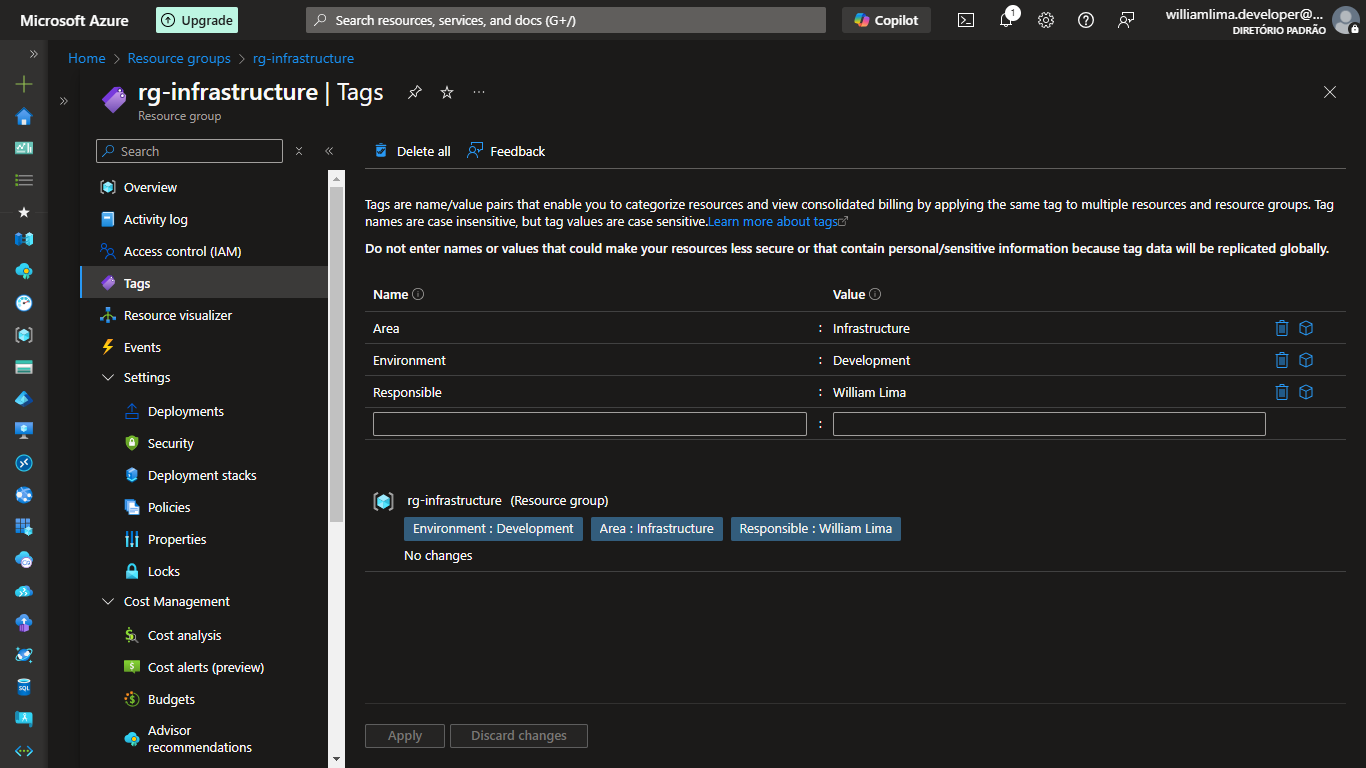 Microsoft Azure
Upgrade
Search resources, services, and docs (G+/)
Copilot
1
williamlima.developer@...
DIRETÓRIO PADRÃO
Home > Resource groups > rg-infrastructure
rg-infrastructure | Tags
Resource group
Search
Overview
Activity log
Access control (IAM)
Tags
Resource visualizer
Events
Settings
Deployments
Security
Deployment stacks
Policies
Properties
Locks
Cost Management
Cost analysis
Cost alerts (preview)
Budgets
Advisor
recommendations
Delete all
Feedback
Tags are name/value pairs that enable you to categorize resources and view consolidated billing by applying the same tag to multiple resources and resource groups. Tag
names are case insensitive, but tag values are case sensitive.Learn more about tags
Do not enter names or values that could make your resources less secure or that contain personal/sensitive information because tag data will be replicated globally.
Name Value
Area : Infrastructure
Environment : Development
Responsible : William Lima
:
rg-infrastructure (Resource group)
Environment : Development Area : Infrastructure Responsible : William Lima
No changes
Apply Discard changes
SQL